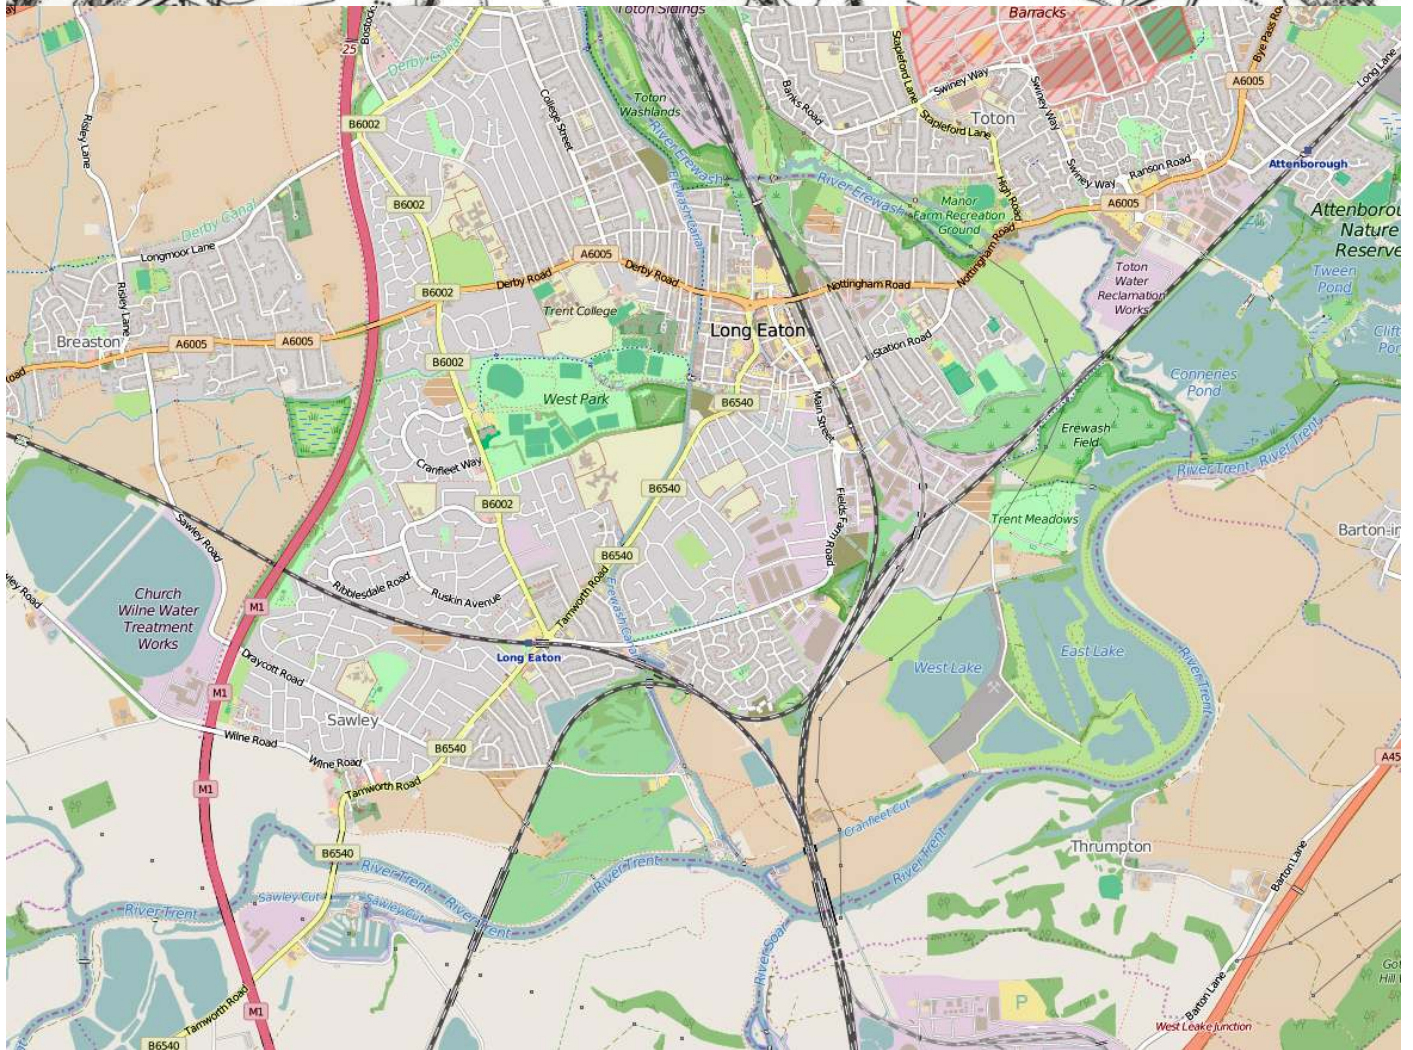 Toton Sidings
Barracks
Bostock's
25
Derby Canal
Stapleford Lane
Bye Pass Road
Long Lane
A6005
College Street
Toton
Washlands
Banks Road
Swiney Way
Swiney Way
Toton
Stapleford Lane
B6002
Risley Lane
River Erewash
Erewash Canal
Ranson Road
Swiney Way
Attenborough
High Road
River Erewash
Manor
Farm Recreation
Ground
A6005
B6002
Derby Canal
Longmoor Lane
Nottingham Road
Nature
Reserve
A6005
Derby Road
Derby Road
Toton
Water
Reclamation
Works
Tween
Pond
Risley Lane
B6002
Nottingham Road
Trent College
Long Eaton
Breaston
A6005
A6005
Station Road
B6002
Connenes
Pond
West Park
B6540
Main Street
Erewash
Field
Cranfleet Way
River Trent
River Trent
B6002
B6540
Fields Farm Road
Trent Meadows
Sawley Road
B6540
Ribblesdale Road
Ruskin Avenue
Tamworth Road
Erewash Canal
Church
Wilne Water
Treatment
Works
M1
Long Eaton
West Lake
East Lake
River Trent
Draycott Road
M1
Sawley
Wilne Road
B6540
Wilne Road
Tamworth Road
M1
Cranfleet Cut
B6540
River Trent
River Trent
River Trent
Thrumpton
Barton Lane
River Trent
Sawley Cut
Sawley Cut
River Trent
River Soar
Barton Lane
Tamworth Road
M1
P
West Leake Junction
B6540